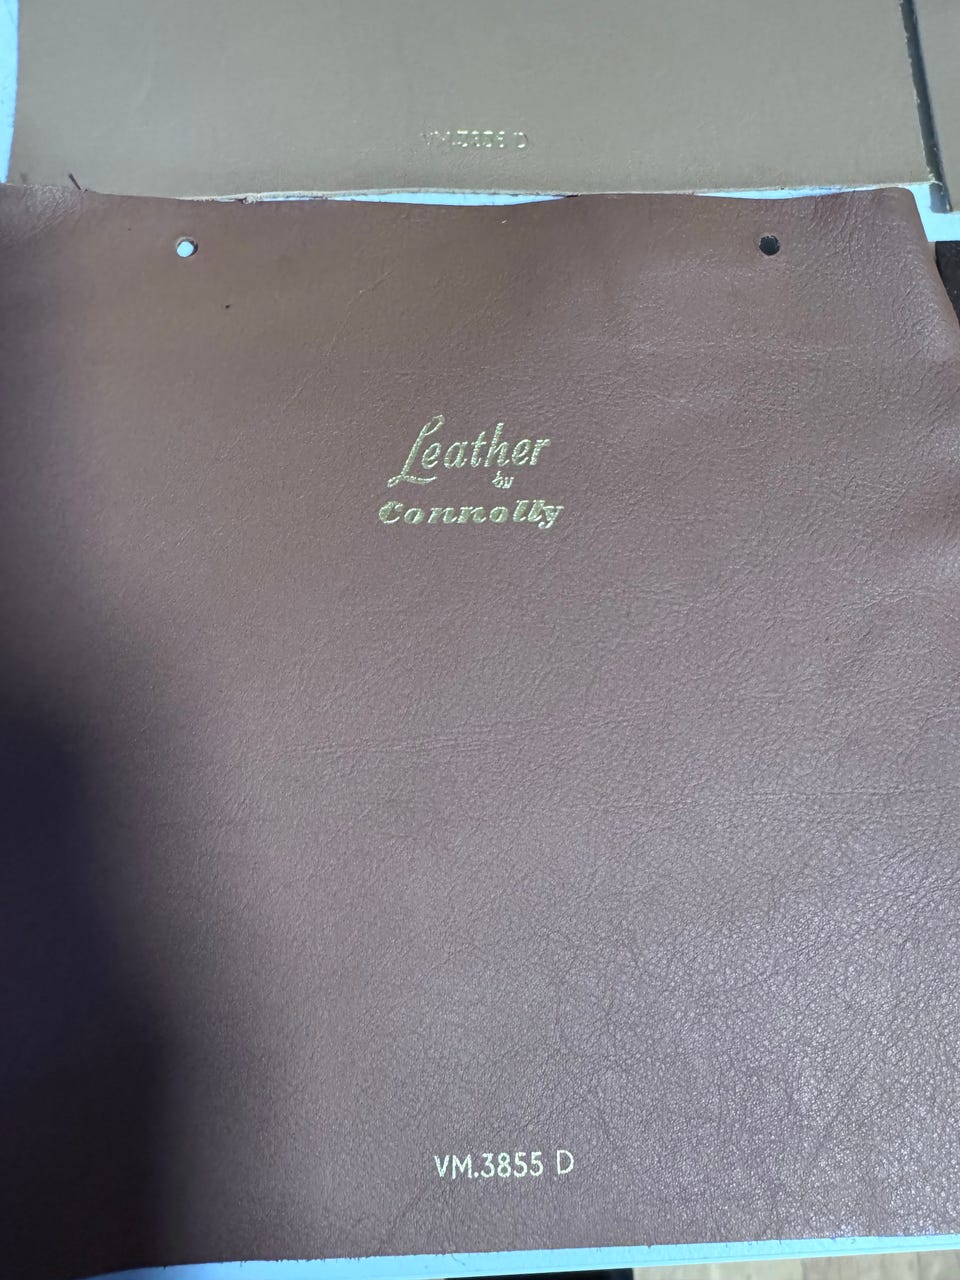 Leather
by
Connolly
VM.3855 D